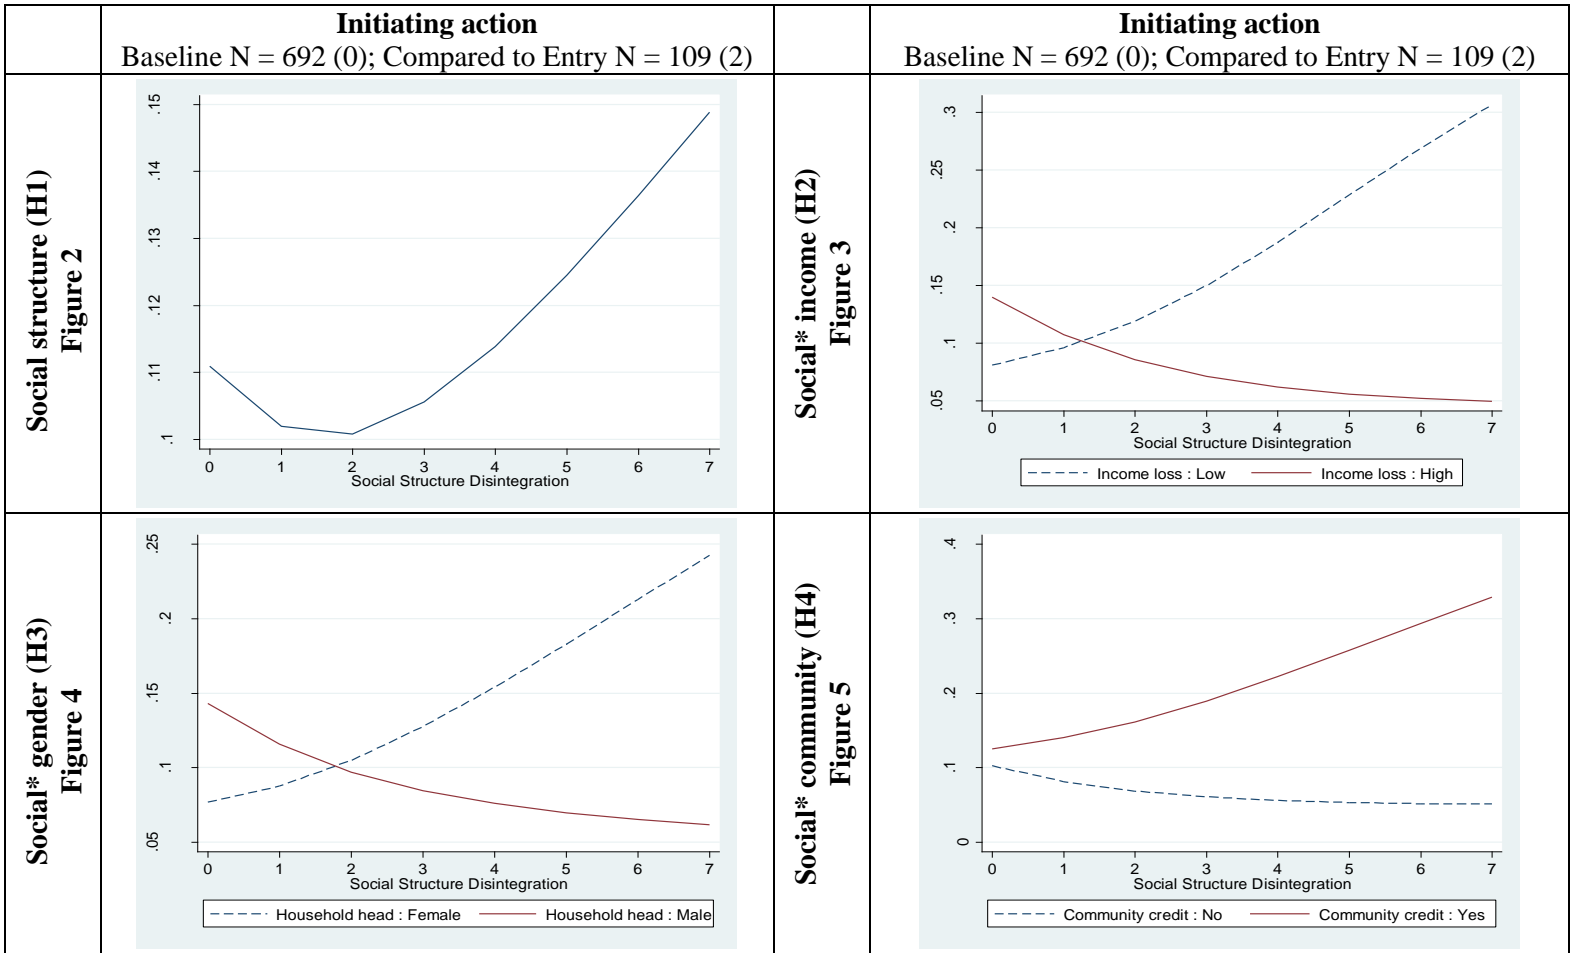 Initiating action
Baseline N = 692 (0); Compared to Entry N = 109 (2)
Initiating action
Baseline N = 692 (0); Compared to Entry N = 109 (2)
Social structure (H1)
Figure 2
.15
.14
.13
.12
.11
.1
0 1 2 3 4 5 6 7
Social Structure Disintegration
Social* income (H2)
Figure 3
.3
.25
.2
.15
.1
.05
0 1 2 3 4 5 6 7
Social Structure Disintegration
Income loss : Low Income loss : High
Social* gender (H3)
Figure 4
.25
.2
.15
.1
.05
0 1 2 3 4 5 6 7
Social Structure Disintegration
Household head : Female Household head : Male
Social* community (H4)
Figure 5
.4
.3
.2
.1
0
0 1 2 3 4 5 6 7
Social Structure Disintegration
Community credit : No Community credit : Yes